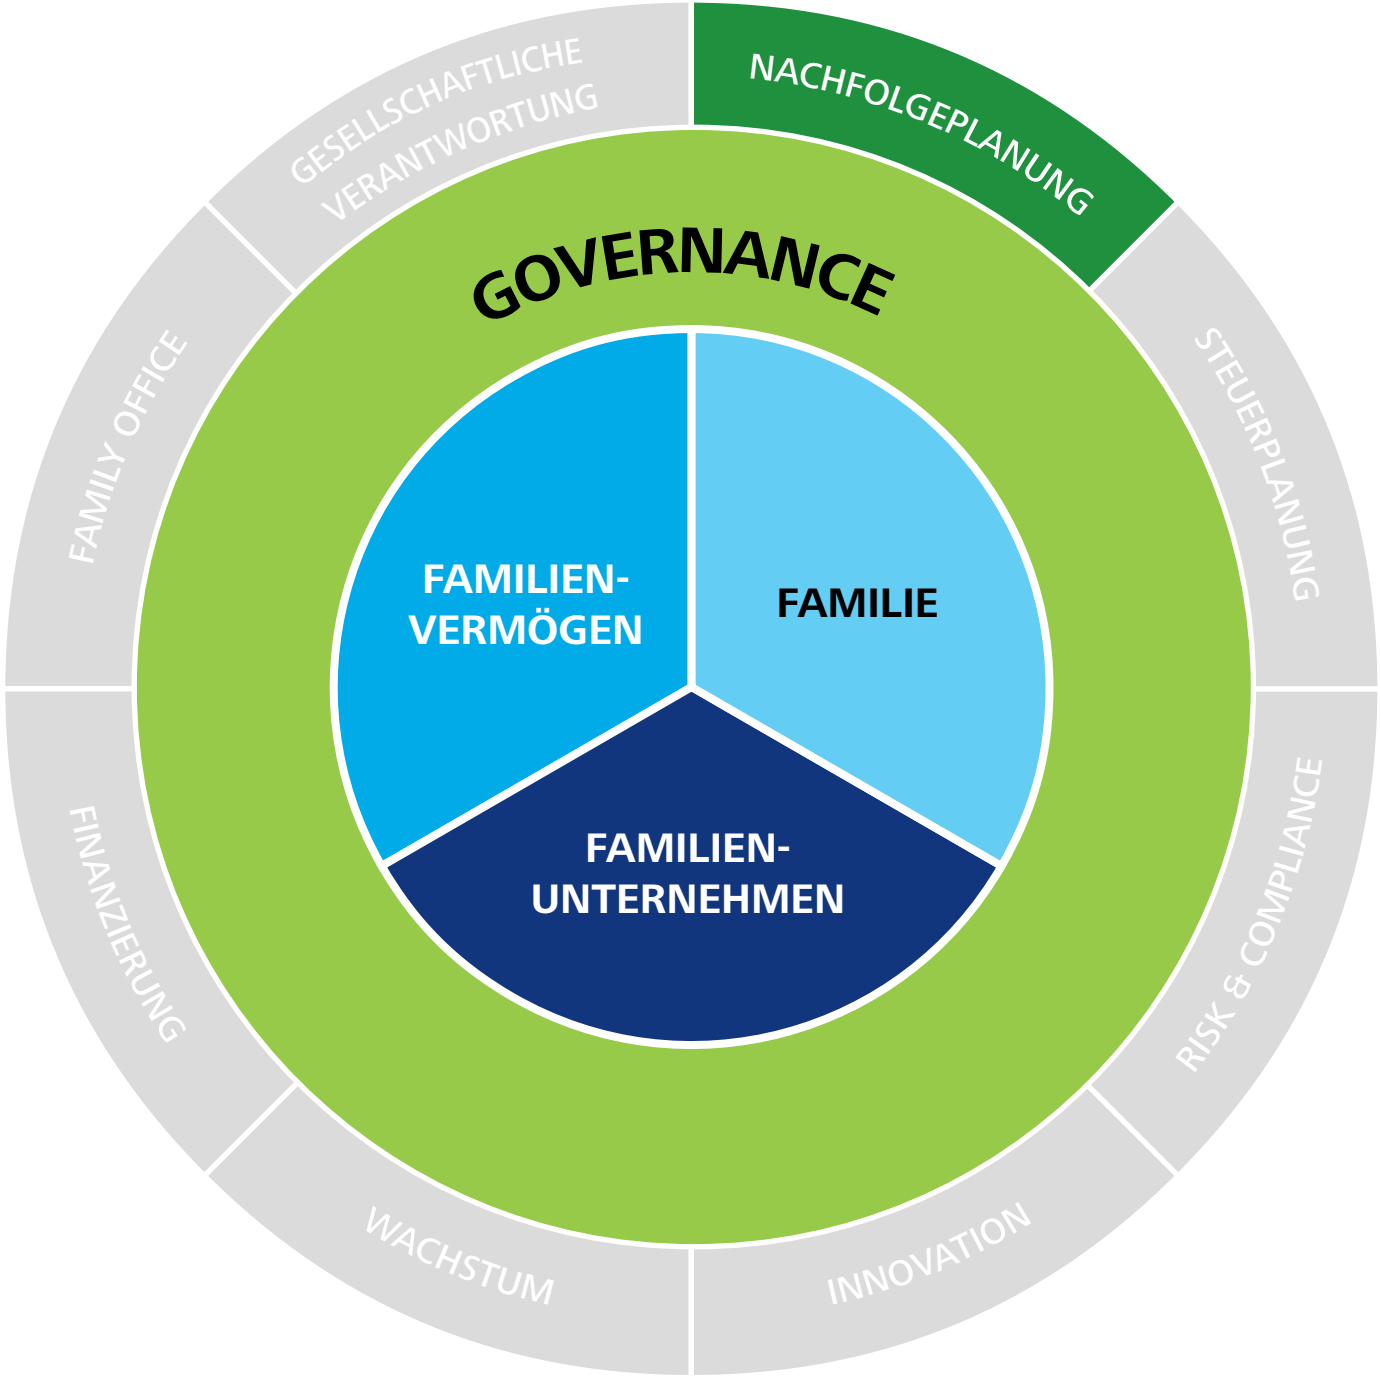 GESELLSCHAFTLICHE
VERANTWORTUNG
NACHFOLGEPLANUNG
STEUERPLANUNG
RISK & COMPLIANCE
INNOVATION
WACHSTUM
FINANZIERUNG
FAMILY OFFICE
GOVERNANCE
FAMILIEN-
VERMÖGEN
FAMILIE
FAMILIEN-
UNTERNEHMEN